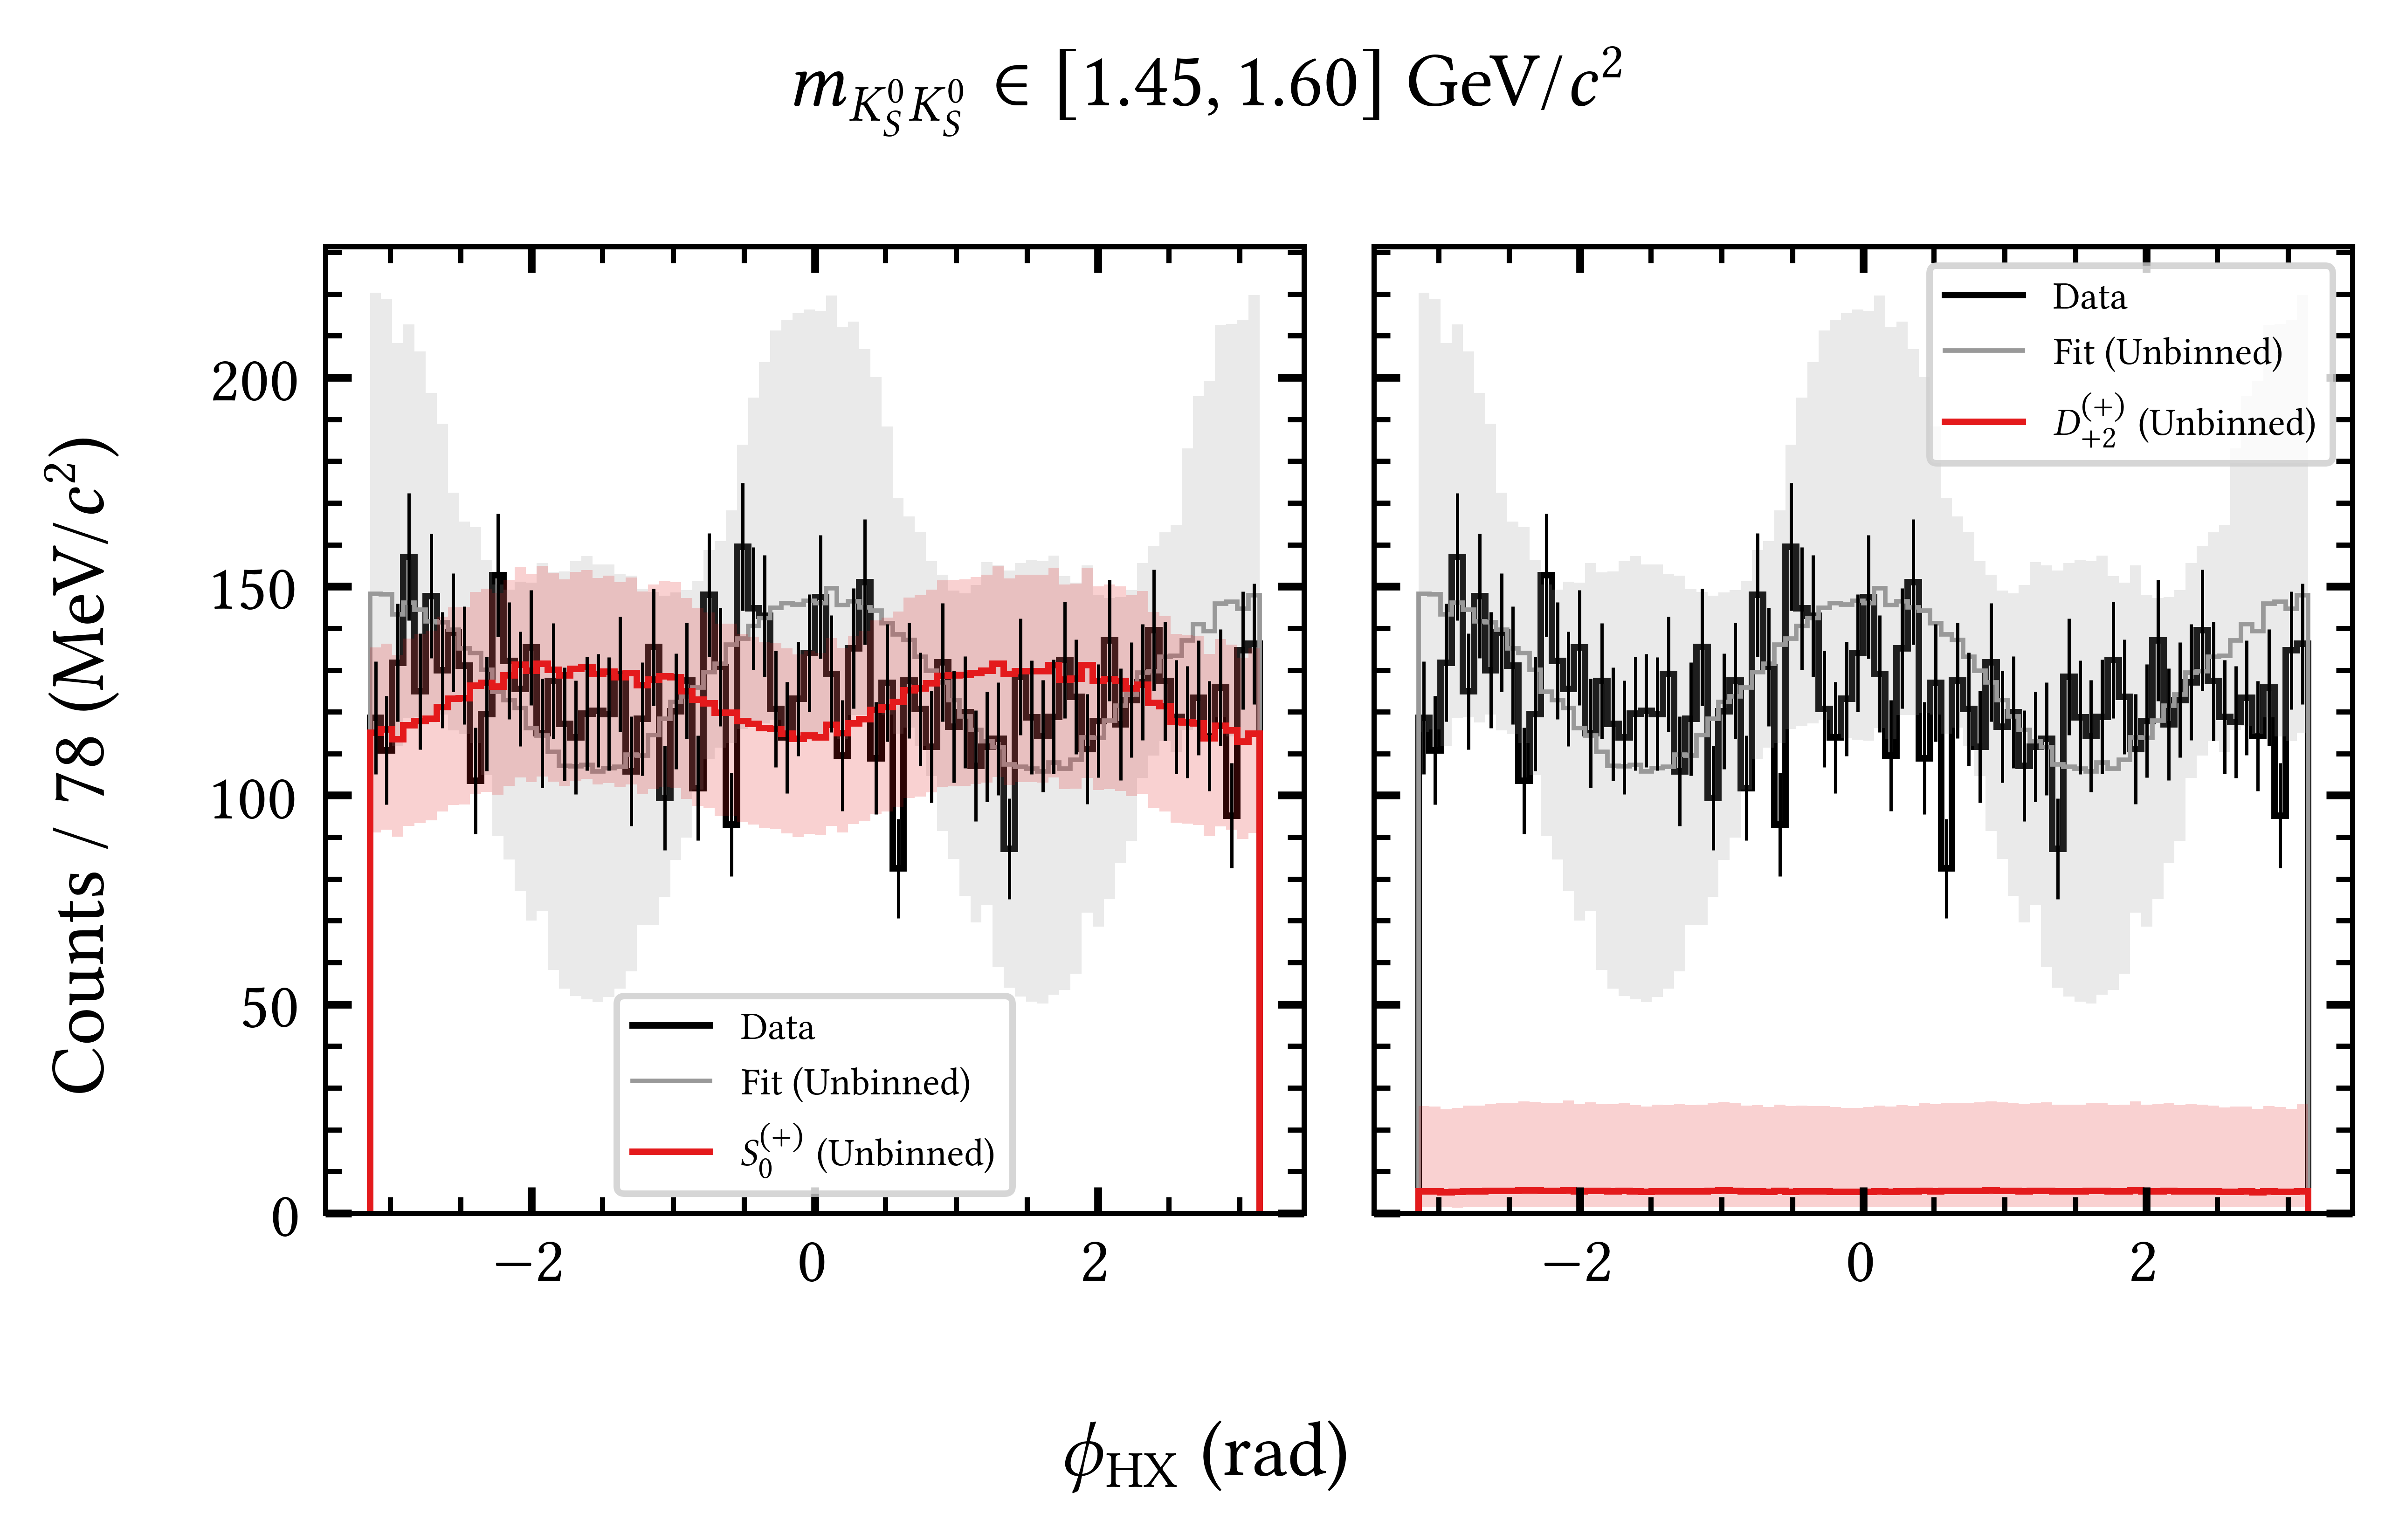 m_{K_S^0 K_S^0} ∈ [1.45, 1.60] GeV/c²
Counts / 78 (MeV/c²)
200
150
100
50
0
Data
Fit (Unbinned)
S_0^{(+)} (Unbinned)
−2
0
2
Data
Fit (Unbinned)
D_{+2}^{(+)} (Unbinned)
−2
0
2
ϕ_{HX} (rad)